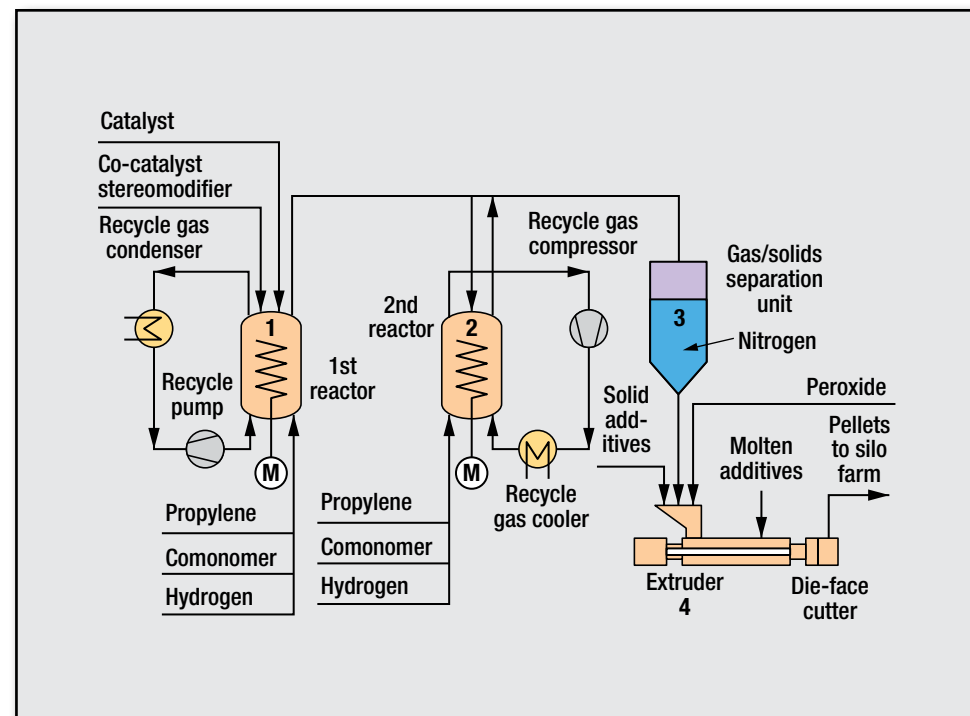 Catalyst
Co-catalyst
stereomodifier
Recycle gas
condenser
Recycle gas
compressor
Gas/solids
separation
unit
1
2nd
reactor
2
3
Nitrogen
1st
reactor
Recycle
pump
Solid
add-
itives
Peroxide
Molten
additives
Pellets
to silo
farm
M
M
Recycle
gas cooler
Propylene
Comonomer
Hydrogen
Propylene
Comonomer
Hydrogen
Extruder
4
Die-face
cutter